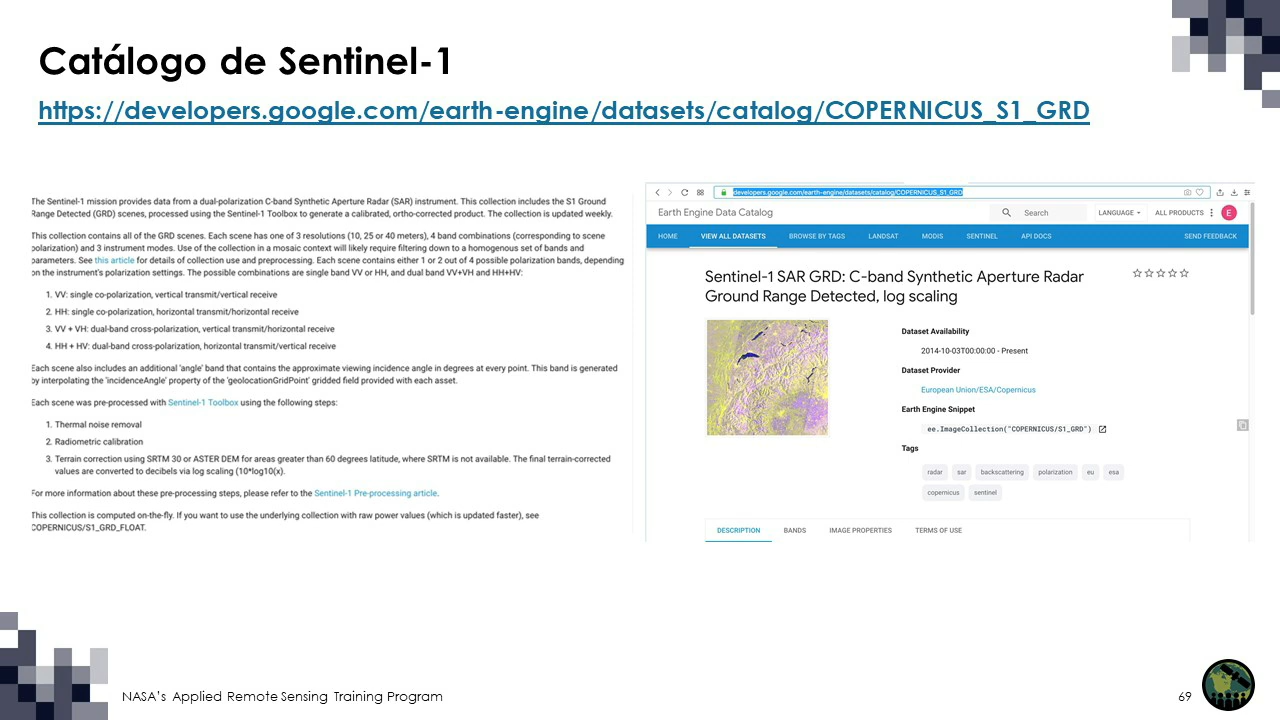 Catálogo de Sentinel-1
https://developers.google.com/earth-engine/datasets/catalog/COPERNICUS_S1_GRD
The Sentinel-1 mission provides data from a dual-polarization C-band Synthetic Aperture Radar (SAR) instrument. This collection includes the S1 Ground
Range Detected (GRD) scenes, processed using the Sentinel-1 Toolbox to generate a calibrated, ortho-corrected product. The collection is updated weekly.
This collection contains all of the GRD scenes. Each scene has one of 3 resolutions (10, 25 or 40 meters), 4 band combinations (corresponding to scene
polarization) and 3 instrument modes. Use of the collection in a mosaic context will likely require filtering down to a homogenous set of bands and
parameters. See this article for details of collection use and preprocessing. Each scene contains either 1 or 2 out of 4 possible polarization bands, depending
on the instrument's polarization settings. The possible combinations are single band VV or HH, and dual band VV+VH and HH+HV:
1. VV: single co-polarization, vertical transmit/vertical receive
2. HH: single co-polarization, horizontal transmit/horizontal receive
3. VV + VH: dual-band cross-polarization, vertical transmit/horizontal receive
4. HH + HV: dual-band cross-polarization, horizontal transmit/vertical receive
Each scene also includes an additional 'angle' band that contains the approximate viewing incidence angle in degrees at every point. This band is generated
by interpolating the 'incidenceAngle' property of the 'geolocationGridPoint' gridded field provided with each asset.
Each scene was pre-processed with Sentinel-1 Toolbox using the following steps:
1. Thermal noise removal
2. Radiometric calibration
3. Terrain correction using SRTM 30 or ASTER DEM for areas greater than 60 degrees latitude, where SRTM is not available. The final terrain-corrected
values are converted to decibels via log scaling (10*log10(x).
For more information about these pre-processing steps, please refer to the Sentinel-1 Pre-processing article.
This collection is computed on-the-fly. If you want to use the underlying collection with raw power values (which is updated faster), see
COPERNICUS/S1_GRD_FLOAT.
developers.google.com/earth-engine/datasets/catalog/COPERNICUS_S1_GRD
Earth Engine Data Catalog
Search
LANGUAGE
ALL PRODUCTS
E
HOME
VIEW ALL DATASETS
BROWSE BY TAGS
LANDSAT
MODIS
SENTINEL
API DOCS
SEND FEEDBACK
Sentinel-1 SAR GRD: C-band Synthetic Aperture Radar
Ground Range Detected, log scaling
Dataset Availability
2014-10-03T00:00:00 - Present
Dataset Provider
European Union/ESA/Copernicus
Earth Engine Snippet
ee.ImageCollection("COPERNICUS/S1_GRD")
Tags
radar sar backscattering polarization eu esa
copernicus sentinel
DESCRIPTION BANDS IMAGE PROPERTIES TERMS OF USE
NASA's Applied Remote Sensing Training Program
69